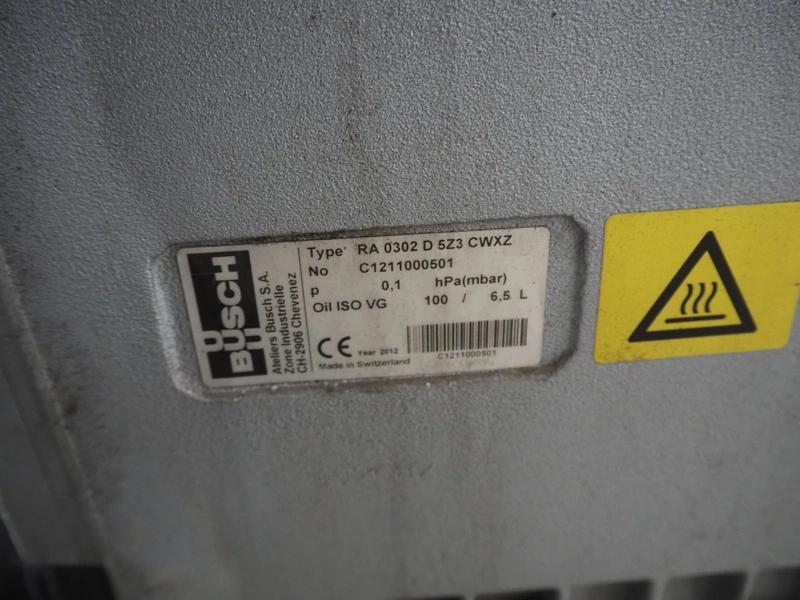 BUSCH
Ateliers Busch S.A.
Zone Industrielle
CH-2906 Chevenez
Type RA 0302 D 5Z3 CWXZ
No C1211000501
p 0,1 hPa(mbar)
Oil ISO VG 100 / 6,5 L
CE Year 2012
Made in Switzerland
C1211000501